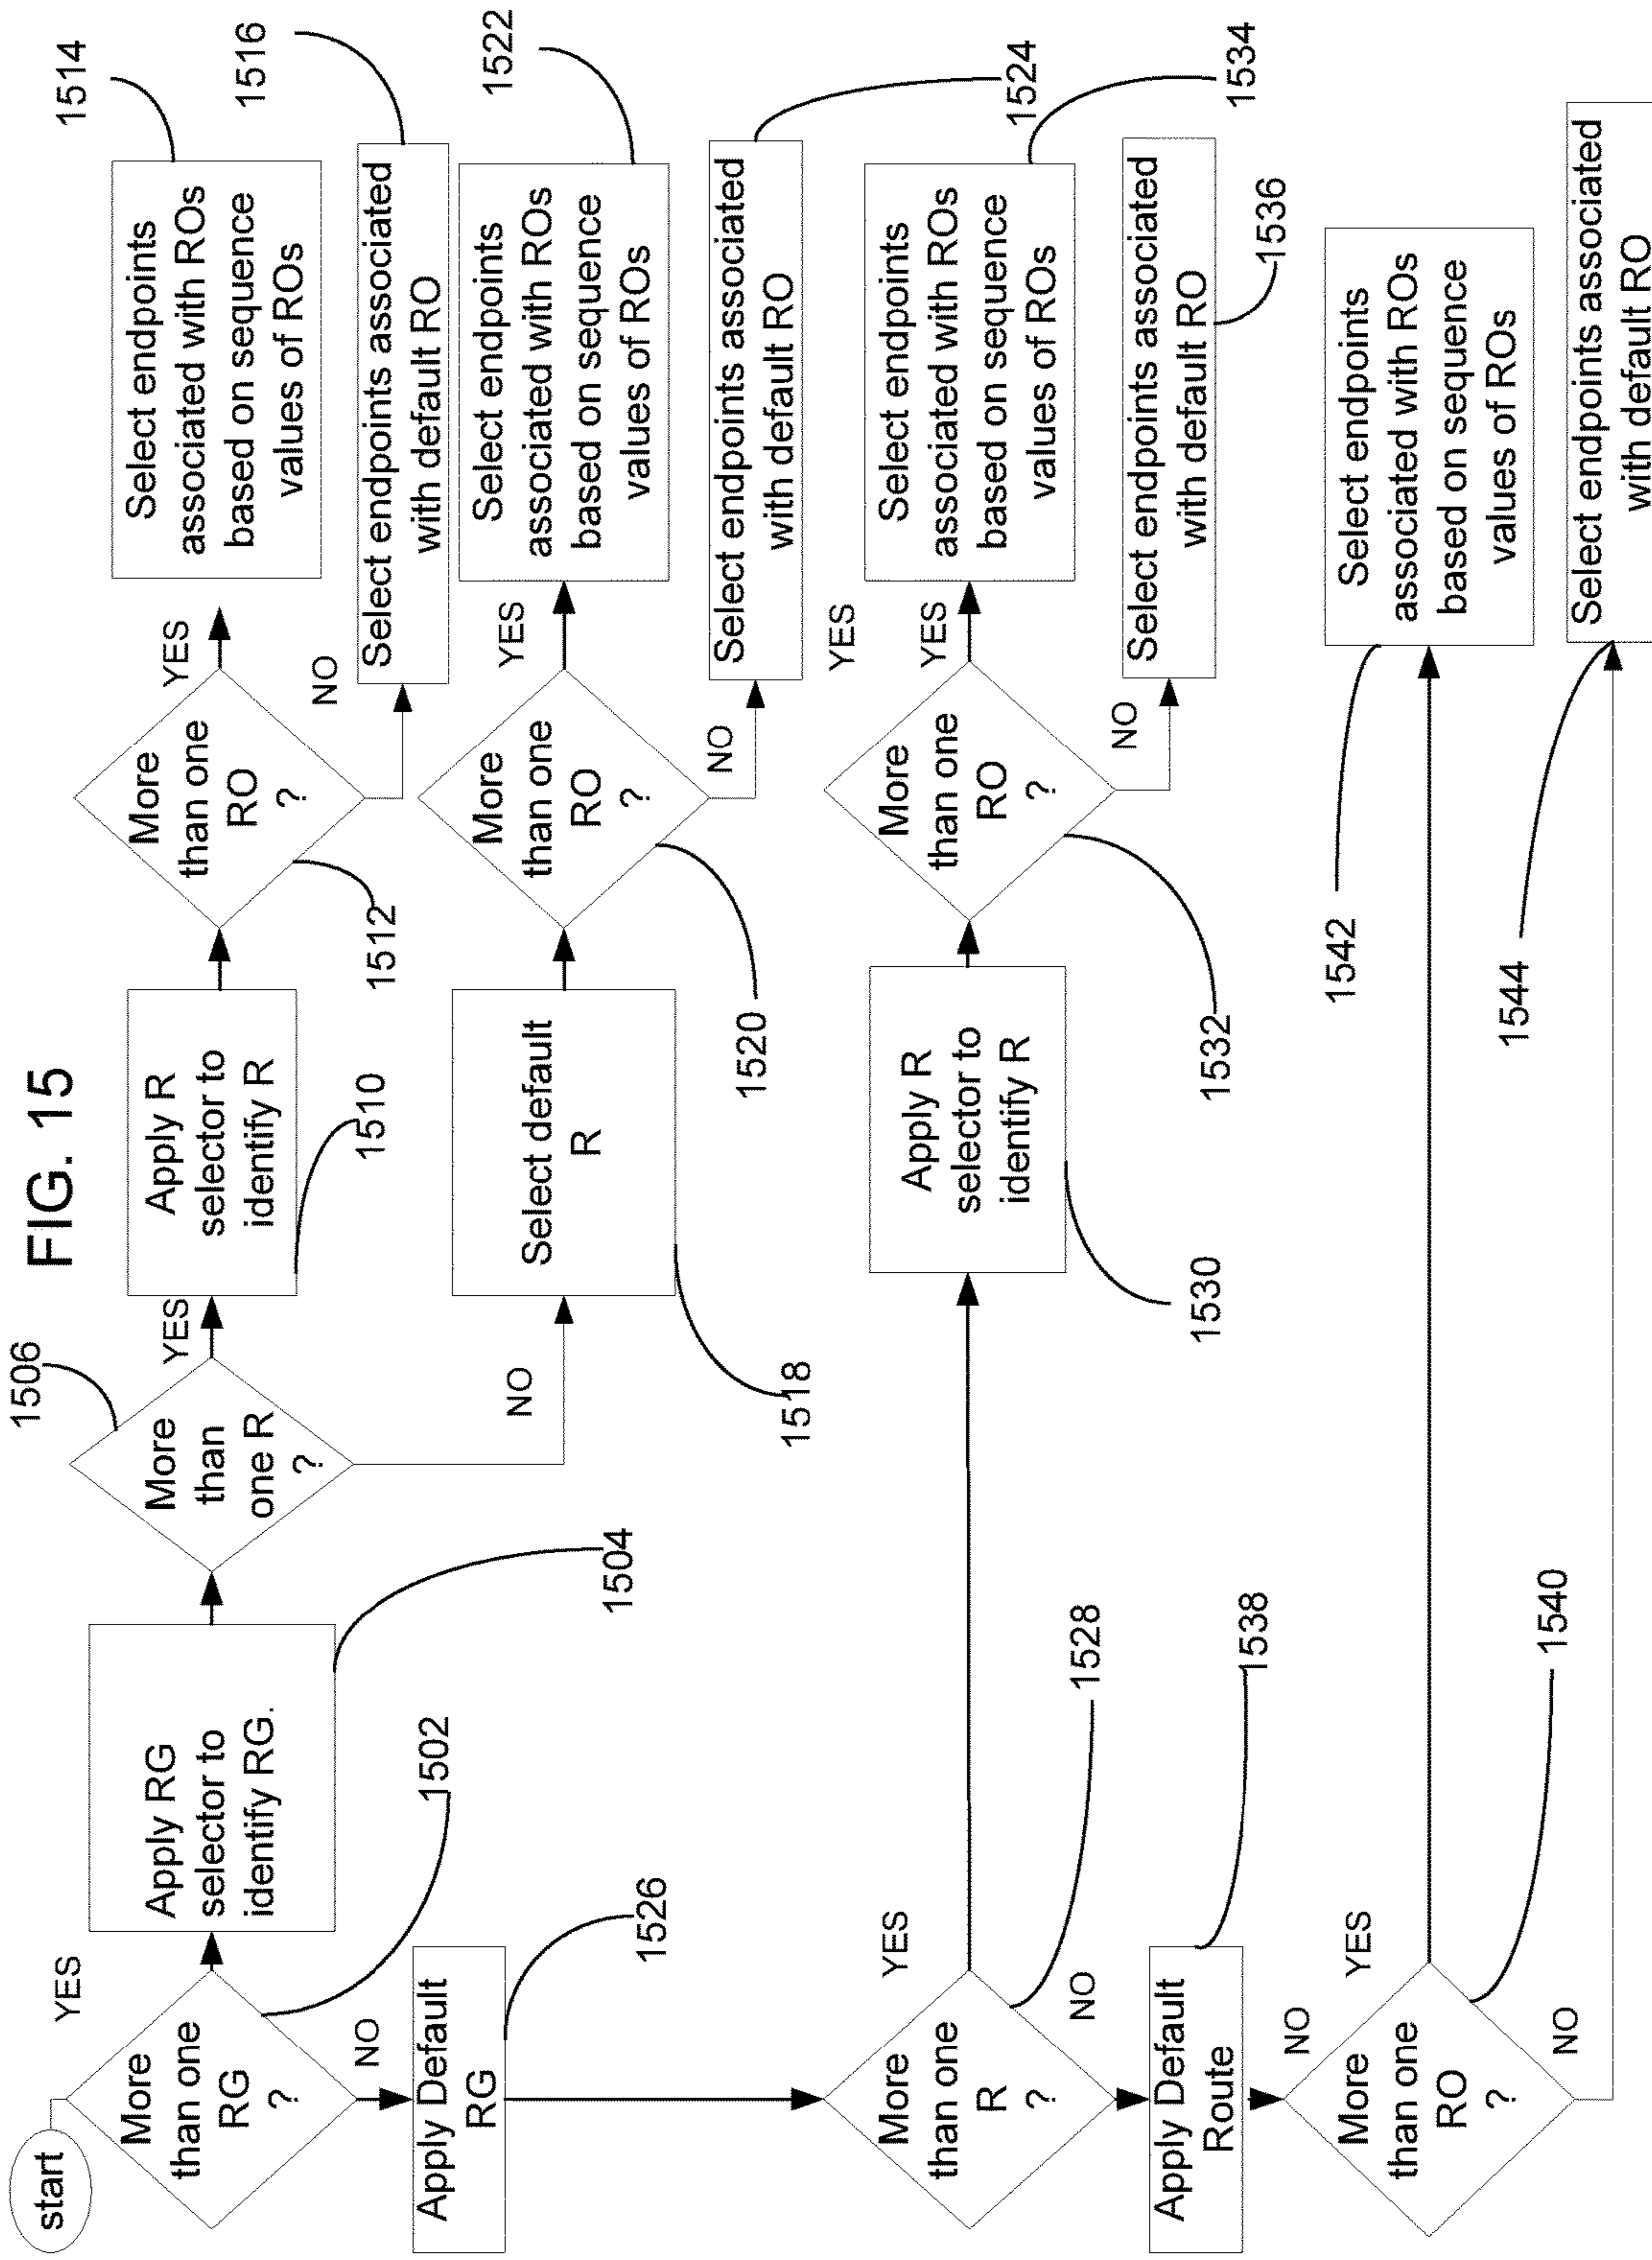 FIG. 15
start
More
than one
RG
?
1502
YES
NO
Apply RG
selector to
identify RG.
1504
More
than
one R
?
1506
YES
NO
Apply R
selector to
identify R
1510
More
than one
RO
?
1512
YES
NO
Select endpoints
associated with ROs
based on sequence
values of ROs
1514
Select endpoints associated
with default RO
1516
Select default
R
1518
More
than one
RO
?
1520
YES
NO
Select endpoints
associated with ROs
based on sequence
values of ROs
1522
Select endpoints associated
with default RO
1524
Apply Default
RG
1526
More
than one
R
?
1528
YES
NO
Apply R
selector to
identify R
1530
More
than one
RO
?
1532
YES
YES
NO
Select endpoints
associated with ROs
based on sequence
values of ROs
1534
Select endpoints associated
with default RO
1536
Apply Default
Route
1538
NO
More
than one
RO
?
1540
YES
NO
Select endpoints
associated with ROs
based on sequence
values of ROs
1542
Select endpoints associated
with default RO
1544